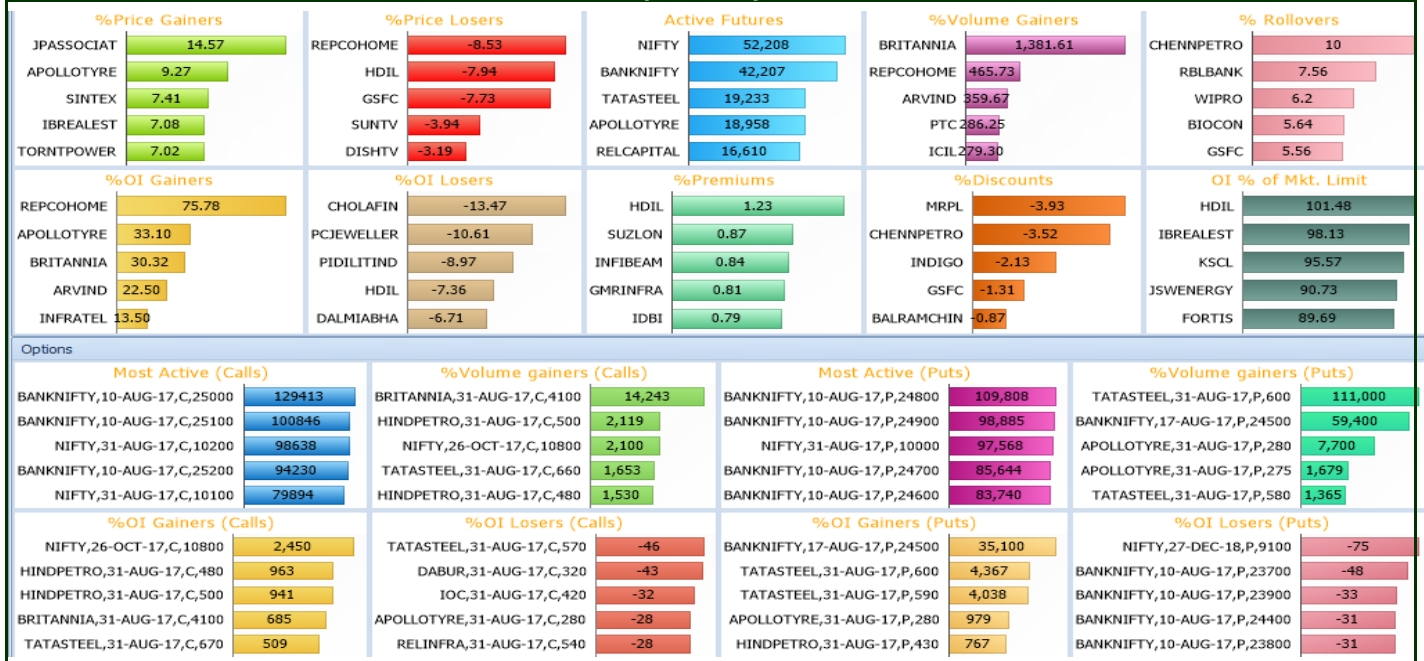 %Price Gainers
JPASSOCIAT 14.57
APOLLOTYRE 9.27
SINTEX 7.41
IBREALEST 7.08
TORNTPOWER 7.02
%Price Losers
REPCOHOME -8.53
HDIL -7.94
GSFC -7.73
SUNTV -3.94
DISHTV -3.19
Active Futures
NIFTY 52,208
BANKNIFTY 42,207
TATASTEEL 19,233
APOLLOTYRE 18,958
RELCAPITAL 16,610
%Volume Gainers
BRITANNIA 1,381.61
REPCOHOME 465.73
ARVIND 359.67
PTC 286.25
ICIL 279.30
% Rollovers
CHENNPETRO 10
RBLBANK 7.56
WIPRO 6.2
BIOCON 5.64
GSFC 5.56
%OI Gainers
REPCOHOME 75.78
APOLLOTYRE 33.10
BRITANNIA 30.32
ARVIND 22.50
INFRATEL 13.50
%OI Losers
CHOLAFIN -13.47
PCJEWELLER -10.61
PIDILITIND -8.97
HDIL -7.36
DALMIABHA -6.71
%Premiums
HDIL 1.23
SUZLON 0.87
INFIBEAM 0.84
GMRINFRA 0.81
IDBI 0.79
%Discounts
MRPL -3.93
CHENNPETRO -3.52
INDIGO -2.13
GSFC -1.31
BALRAMCHIN -0.87
OI % of Mkt. Limit
HDIL 101.48
IBREALEST 98.13
KSCL 95.57
JSWENERGY 90.73
FORTIS 89.69
Options
Most Active (Calls)
BANKNIFTY,10-AUG-17,C,25000 129413
BANKNIFTY,10-AUG-17,C,25100 100846
NIFTY,31-AUG-17,C,10200 98638
BANKNIFTY,10-AUG-17,C,25200 94230
NIFTY,31-AUG-17,C,10100 79894
%Volume gainers (Calls)
BRITANNIA,31-AUG-17,C,4100 14,243
HINDPETRO,31-AUG-17,C,500 2,119
NIFTY,26-OCT-17,C,10800 2,100
TATASTEEL,31-AUG-17,C,660 1,653
HINDPETRO,31-AUG-17,C,480 1,530
Most Active (Puts)
BANKNIFTY,10-AUG-17,P,24800 109,808
BANKNIFTY,10-AUG-17,P,24900 98,885
NIFTY,31-AUG-17,P,10000 97,568
BANKNIFTY,10-AUG-17,P,24700 85,644
BANKNIFTY,10-AUG-17,P,24600 83,740
%Volume gainers (Puts)
TATASTEEL,31-AUG-17,P,600 111,000
BANKNIFTY,17-AUG-17,P,24500 59,400
APOLLOTYRE,31-AUG-17,P,280 7,700
APOLLOTYRE,31-AUG-17,P,275 1,679
TATASTEEL,31-AUG-17,P,580 1,365
%OI Gainers (Calls)
NIFTY,26-OCT-17,C,10800 2,450
HINDPETRO,31-AUG-17,C,480 963
HINDPETRO,31-AUG-17,C,500 941
BRITANNIA,31-AUG-17,C,4100 685
TATASTEEL,31-AUG-17,C,670 509
%OI Losers (Calls)
TATASTEEL,31-AUG-17,C,570 -46
DABUR,31-AUG-17,C,320 -43
IOC,31-AUG-17,C,420 -32
APOLLOTYRE,31-AUG-17,C,280 -28
RELINFRA,31-AUG-17,C,540 -28
%OI Gainers (Puts)
BANKNIFTY,17-AUG-17,P,24500 35,100
TATASTEEL,31-AUG-17,P,600 4,367
TATASTEEL,31-AUG-17,P,590 4,038
APOLLOTYRE,31-AUG-17,P,280 979
HINDPETRO,31-AUG-17,P,430 767
%OI Losers (Puts)
NIFTY,27-DEC-18,P,9100 -75
BANKNIFTY,10-AUG-17,P,23700 -48
BANKNIFTY,10-AUG-17,P,23900 -33
BANKNIFTY,10-AUG-17,P,24400 -31
BANKNIFTY,10-AUG-17,P,23800 -31